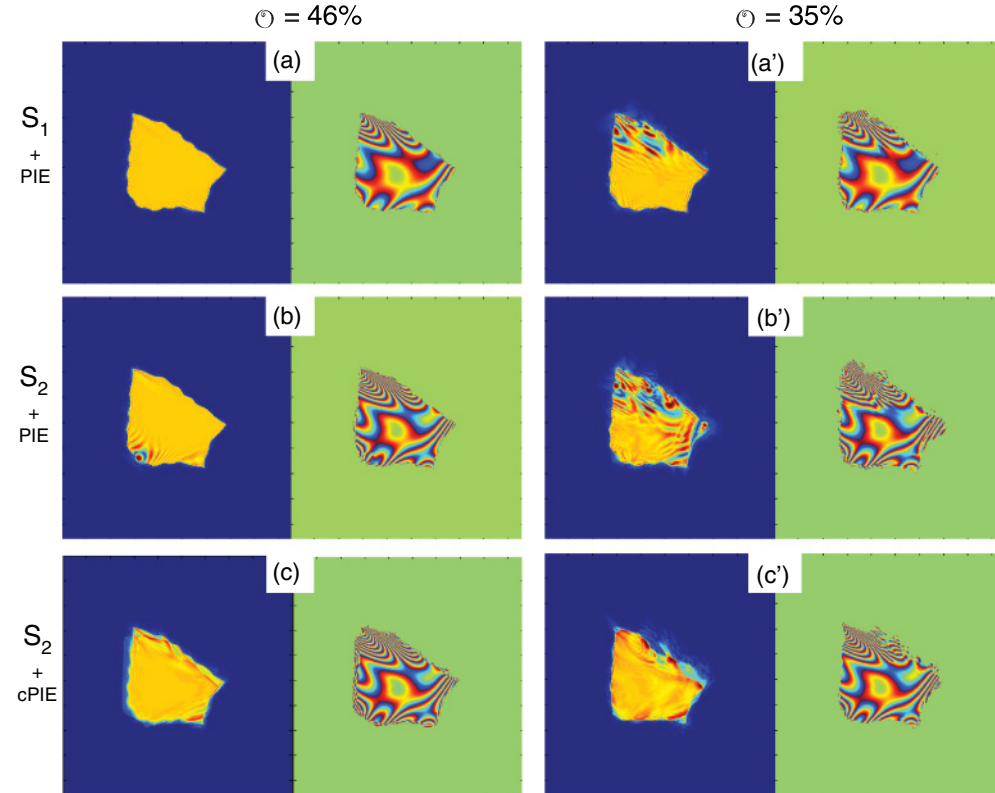 𝒪 = 46%
𝒪 = 35%
S₁
+
PIE
(a)
(a')
S₂
+
PIE
(b)
(b')
S₂
+
cPIE
(c)
(c')